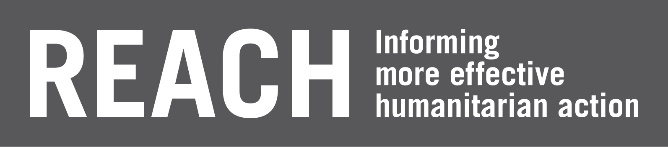 REACH
Informing
more effective
humanitarian action